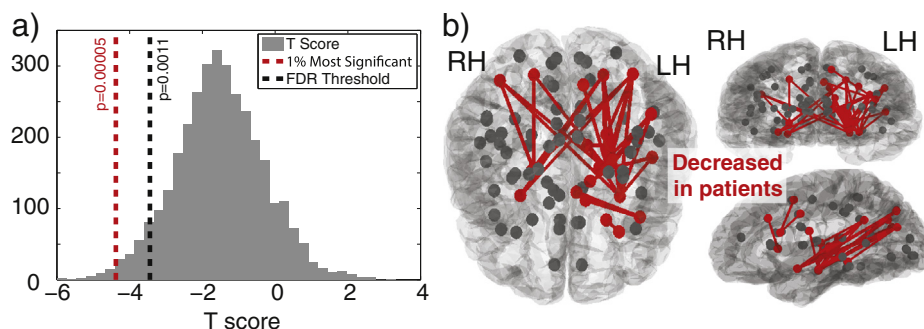 a)
p=0.00005
p=0.0011
T Score
1% Most Significant
FDR Threshold
300
200
100
0
−6
−4
−2
0
2
4
T score
b)
RH
LH
RH
LH
Decreased
in patients